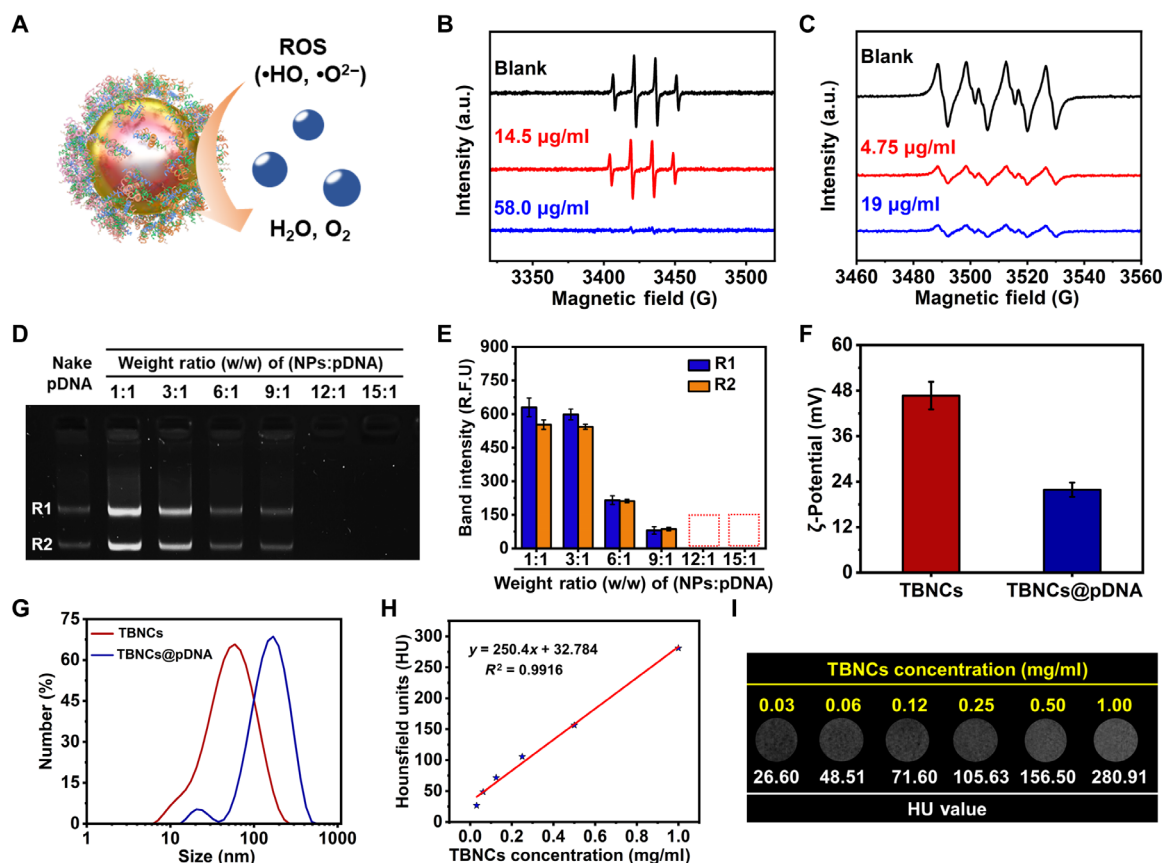 A
ROS
(•HO, •O²⁻)
H₂O, O₂
B
Intensity (a.u.)
Blank
14.5 µg/ml
58.0 µg/ml
3350 3400 3450 3500
Magnetic field (G)
C
Intensity (a.u.)
Blank
4.75 µg/ml
19 µg/ml
3460 3480 3500 3520 3540 3560
Magnetic field (G)
D
Nake
pDNA
Weight ratio (w/w) of (NPs:pDNA)
1:1 3:1 6:1 9:1 12:1 15:1
R1
R2
E
Band intensity (R.F.U)
900
750
600
450
300
150
0
R1
R2
1:1 3:1 6:1 9:1 12:1 15:1
Weight ratio (w/w) of (NPs:pDNA)
F
ζ-Potential (mV)
60
48
36
24
12
0
TBNCs TBNCs@pDNA
G
Number (%)
75
60
45
30
15
0
TBNCs
TBNCs@pDNA
1 10 100 1000
Size (nm)
H
Hounsfield units (HU)
300
250
200
150
100
50
0
y = 250.4x + 32.784
R² = 0.9916
0.0 0.2 0.4 0.6 0.8 1.0
TBNCs concentration (mg/ml)
I
TBNCs concentration (mg/ml)
0.03 0.06 0.12 0.25 0.50 1.00
26.60 48.51 71.60 105.63 156.50 280.91
HU value